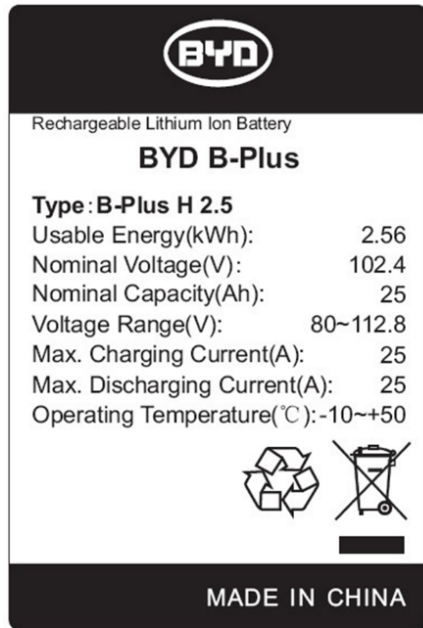 BYD
Rechargeable Lithium Ion Battery
BYD B-Plus
Type:B-Plus H 2.5
Usable Energy(kWh): 2.56
Nominal Voltage(V): 102.4
Nominal Capacity(Ah): 25
Voltage Range(V): 80~112.8
Max. Charging Current(A): 25
Max. Discharging Current(A): 25
Operating Temperature(℃):-10~+50
MADE IN CHINA